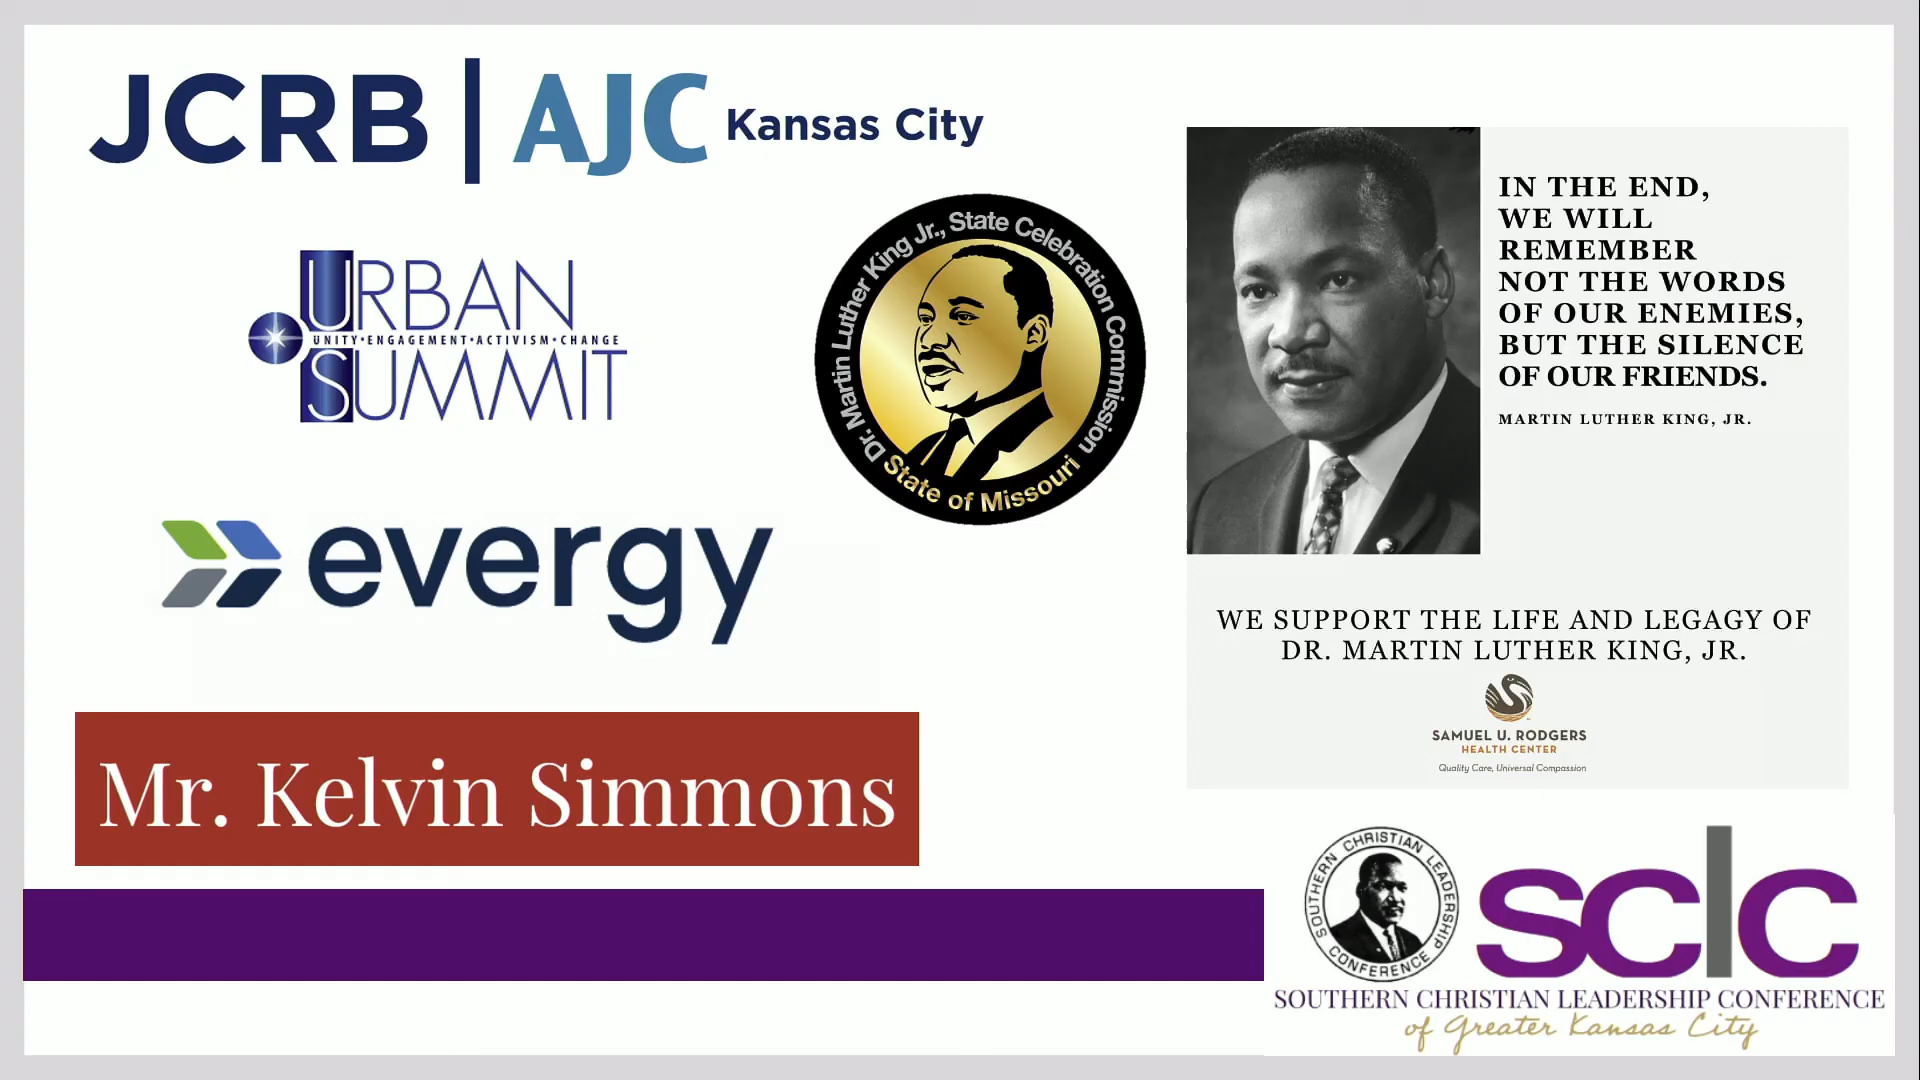 JCRB | AJC Kansas City
URBAN
UNITY•ENGAGEMENT•ACTIVISM•CHANGE
SUMMIT
Dr. Martin Luther King Jr., State Celebration Commission
State of Missouri
evergy
Mr. Kelvin Simmons
IN THE END,
WE WILL
REMEMBER
NOT THE WORDS
OF OUR ENEMIES,
BUT THE SILENCE
OF OUR FRIENDS.
MARTIN LUTHER KING, JR.
WE SUPPORT THE LIFE AND LEGACY OF
DR. MARTIN LUTHER KING, JR.
SAMUEL U. RODGERS
HEALTH CENTER
Quality Care, Universal Compassion
SOUTHERN CHRISTIAN LEADERSHIP
CONFERENCE
SCLC
SOUTHERN CHRISTIAN LEADERSHIP CONFERENCE
of Greater Kansas City